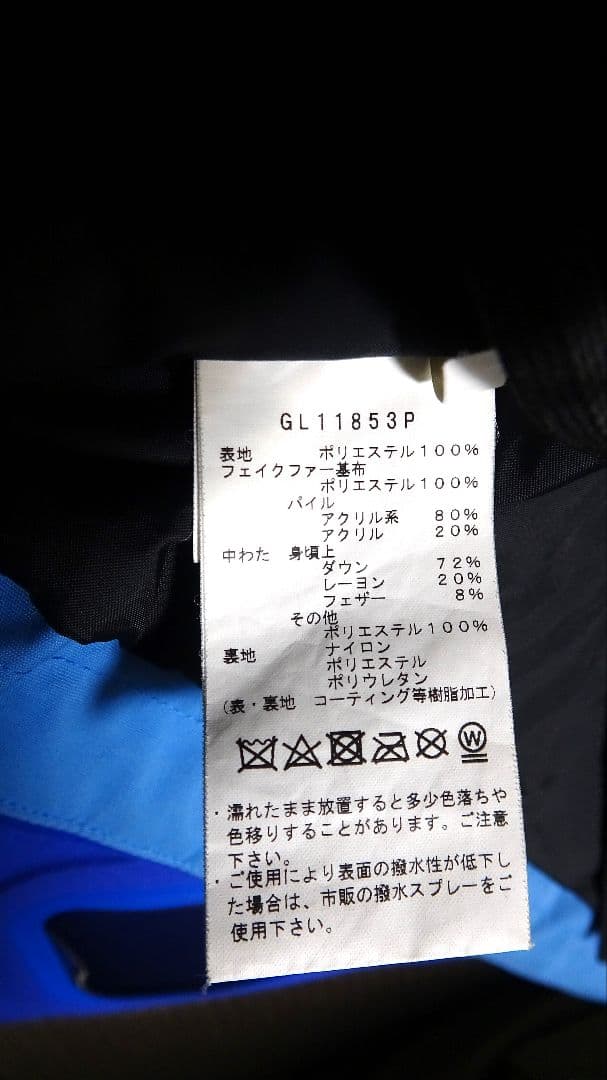 GL11853P
表地 ポリエステル100%
フェイクファー基布
ポリエステル100%
パイル
アクリル系 80%
アクリル 20%
中わた 身頃上
ダウン 72%
レーヨン 20%
フェザー 8%
その他
ポリエステル100%
裏地 ナイロン
ポリエステル
ポリウレタン
(表・裏地 コーティング等樹脂加工)
W
・濡れたまま放置すると多少色落ちや
色移りすることがあります。ご注意
下さい。
・ご使用により表面の撥水性が低下し
た場合は、市販の撥水スプレーをご
使用下さい。